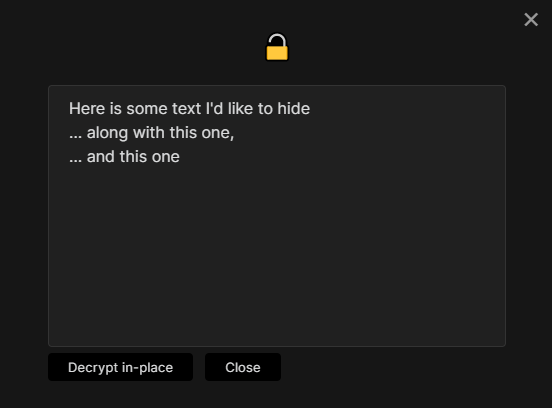 Here is some text I'd like to hide
... along with this one,
... and this one
Decrypt in-place
Close